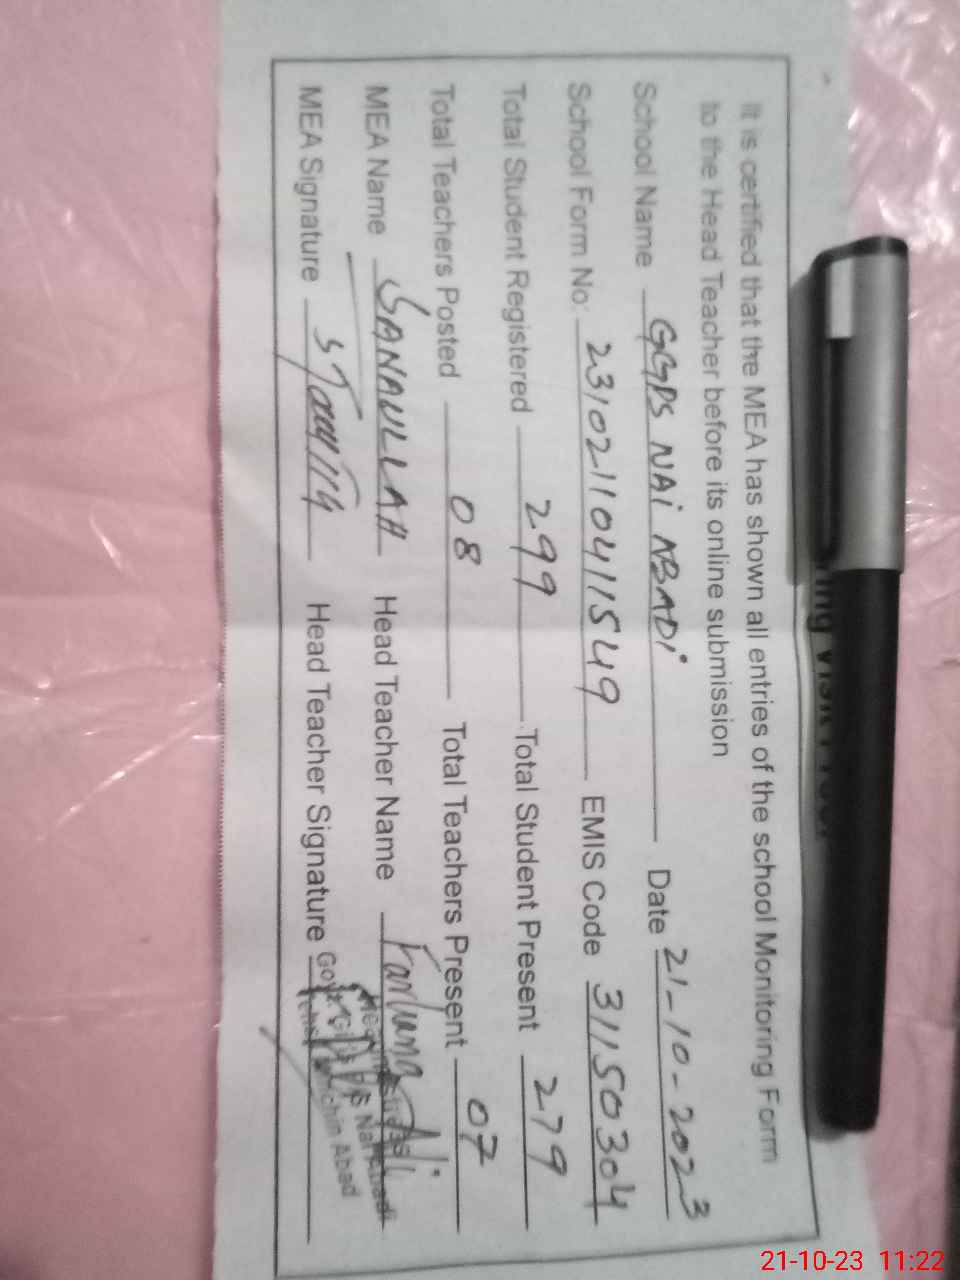 It is certified that the MEA has shown all entries of the school Monitoring Form
to the Head Teacher before its online submission
School Name GGPS NAi ABADi Date 21-10-2023
School Form No: 23102110411549 EMIS Code 31150304
Total Student Registered 299 Total Student Present 279
Total Teachers Posted 08 Total Teachers Present 07
MEA Name SANAULLAH Head Teacher Name
MEA Signature Head Teacher Signature
21-10-23 11:22